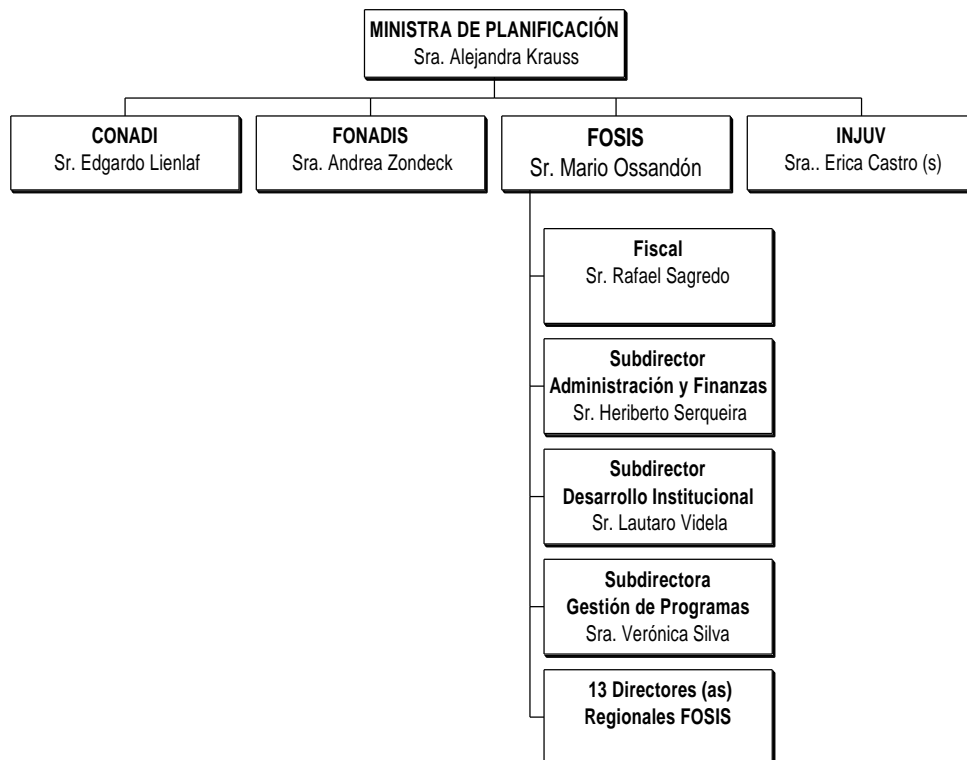 MINISTRA DE PLANIFICACIÓN
Sra. Alejandra Krauss
CONADI
Sr. Edgardo Lienlaf
FONADIS
Sra. Andrea Zondeck
FOSIS
Sr. Mario Ossandón
INJUV
Sra.. Erica Castro (s)
Fiscal
Sr. Rafael Sagredo
Subdirector
Administración y Finanzas
Sr. Heriberto Serqueira
Subdirector
Desarrollo Institucional
Sr. Lautaro Videla
Subdirectora
Gestión de Programas
Sra. Verónica Silva
13 Directores (as)
Regionales FOSIS